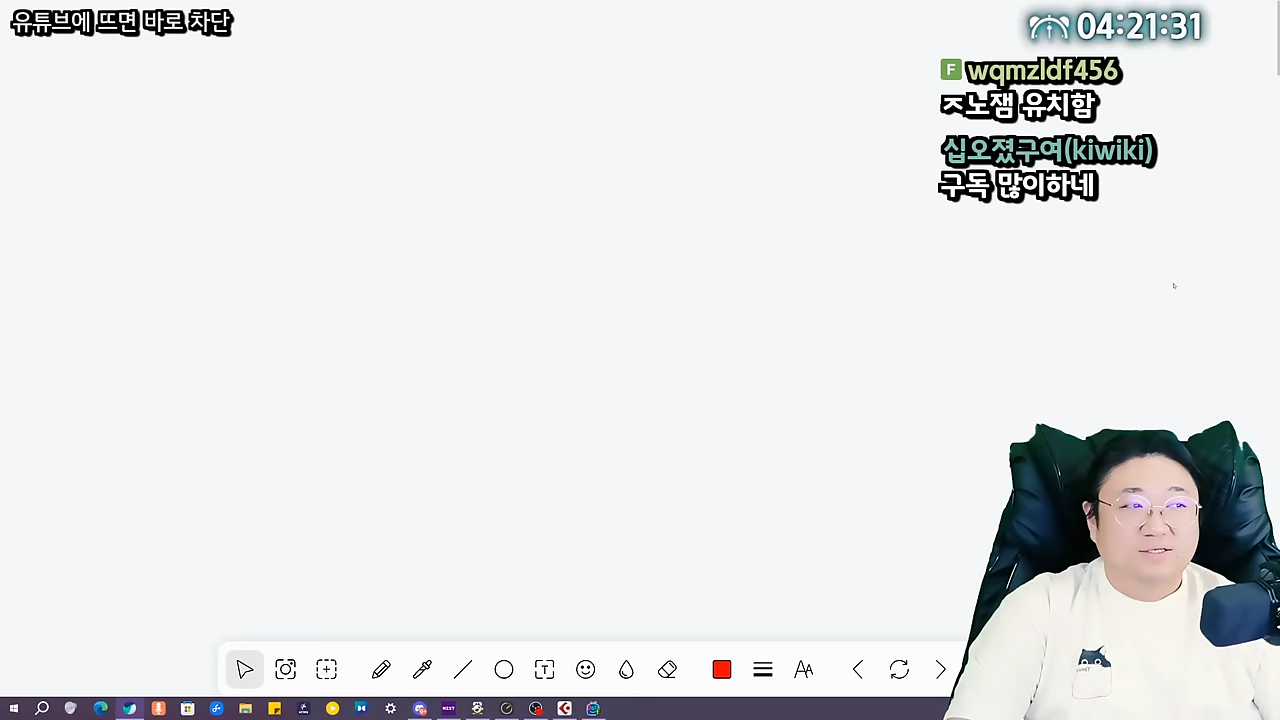 유튜브에 뜨면 바로 차단
04:21:31
F wqmzldf456
ㅈ노잼 유치함
십오졌구여(kiwiki)
구독 많이하네